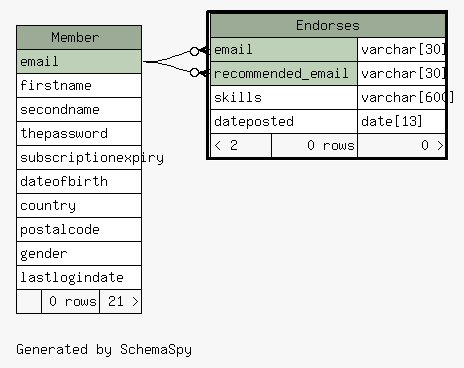 Member
email
firstname
secondname
thepassword
subscriptionexpiry
dateofbirth
country
postalcode
gender
lastlogindate
0 rows 21 >
Endorses
email varchar[30]
recommended_email varchar[30]
skills varchar[600]
dateposted date[13]
< 2 0 rows 0 >
Generated by SchemaSpy